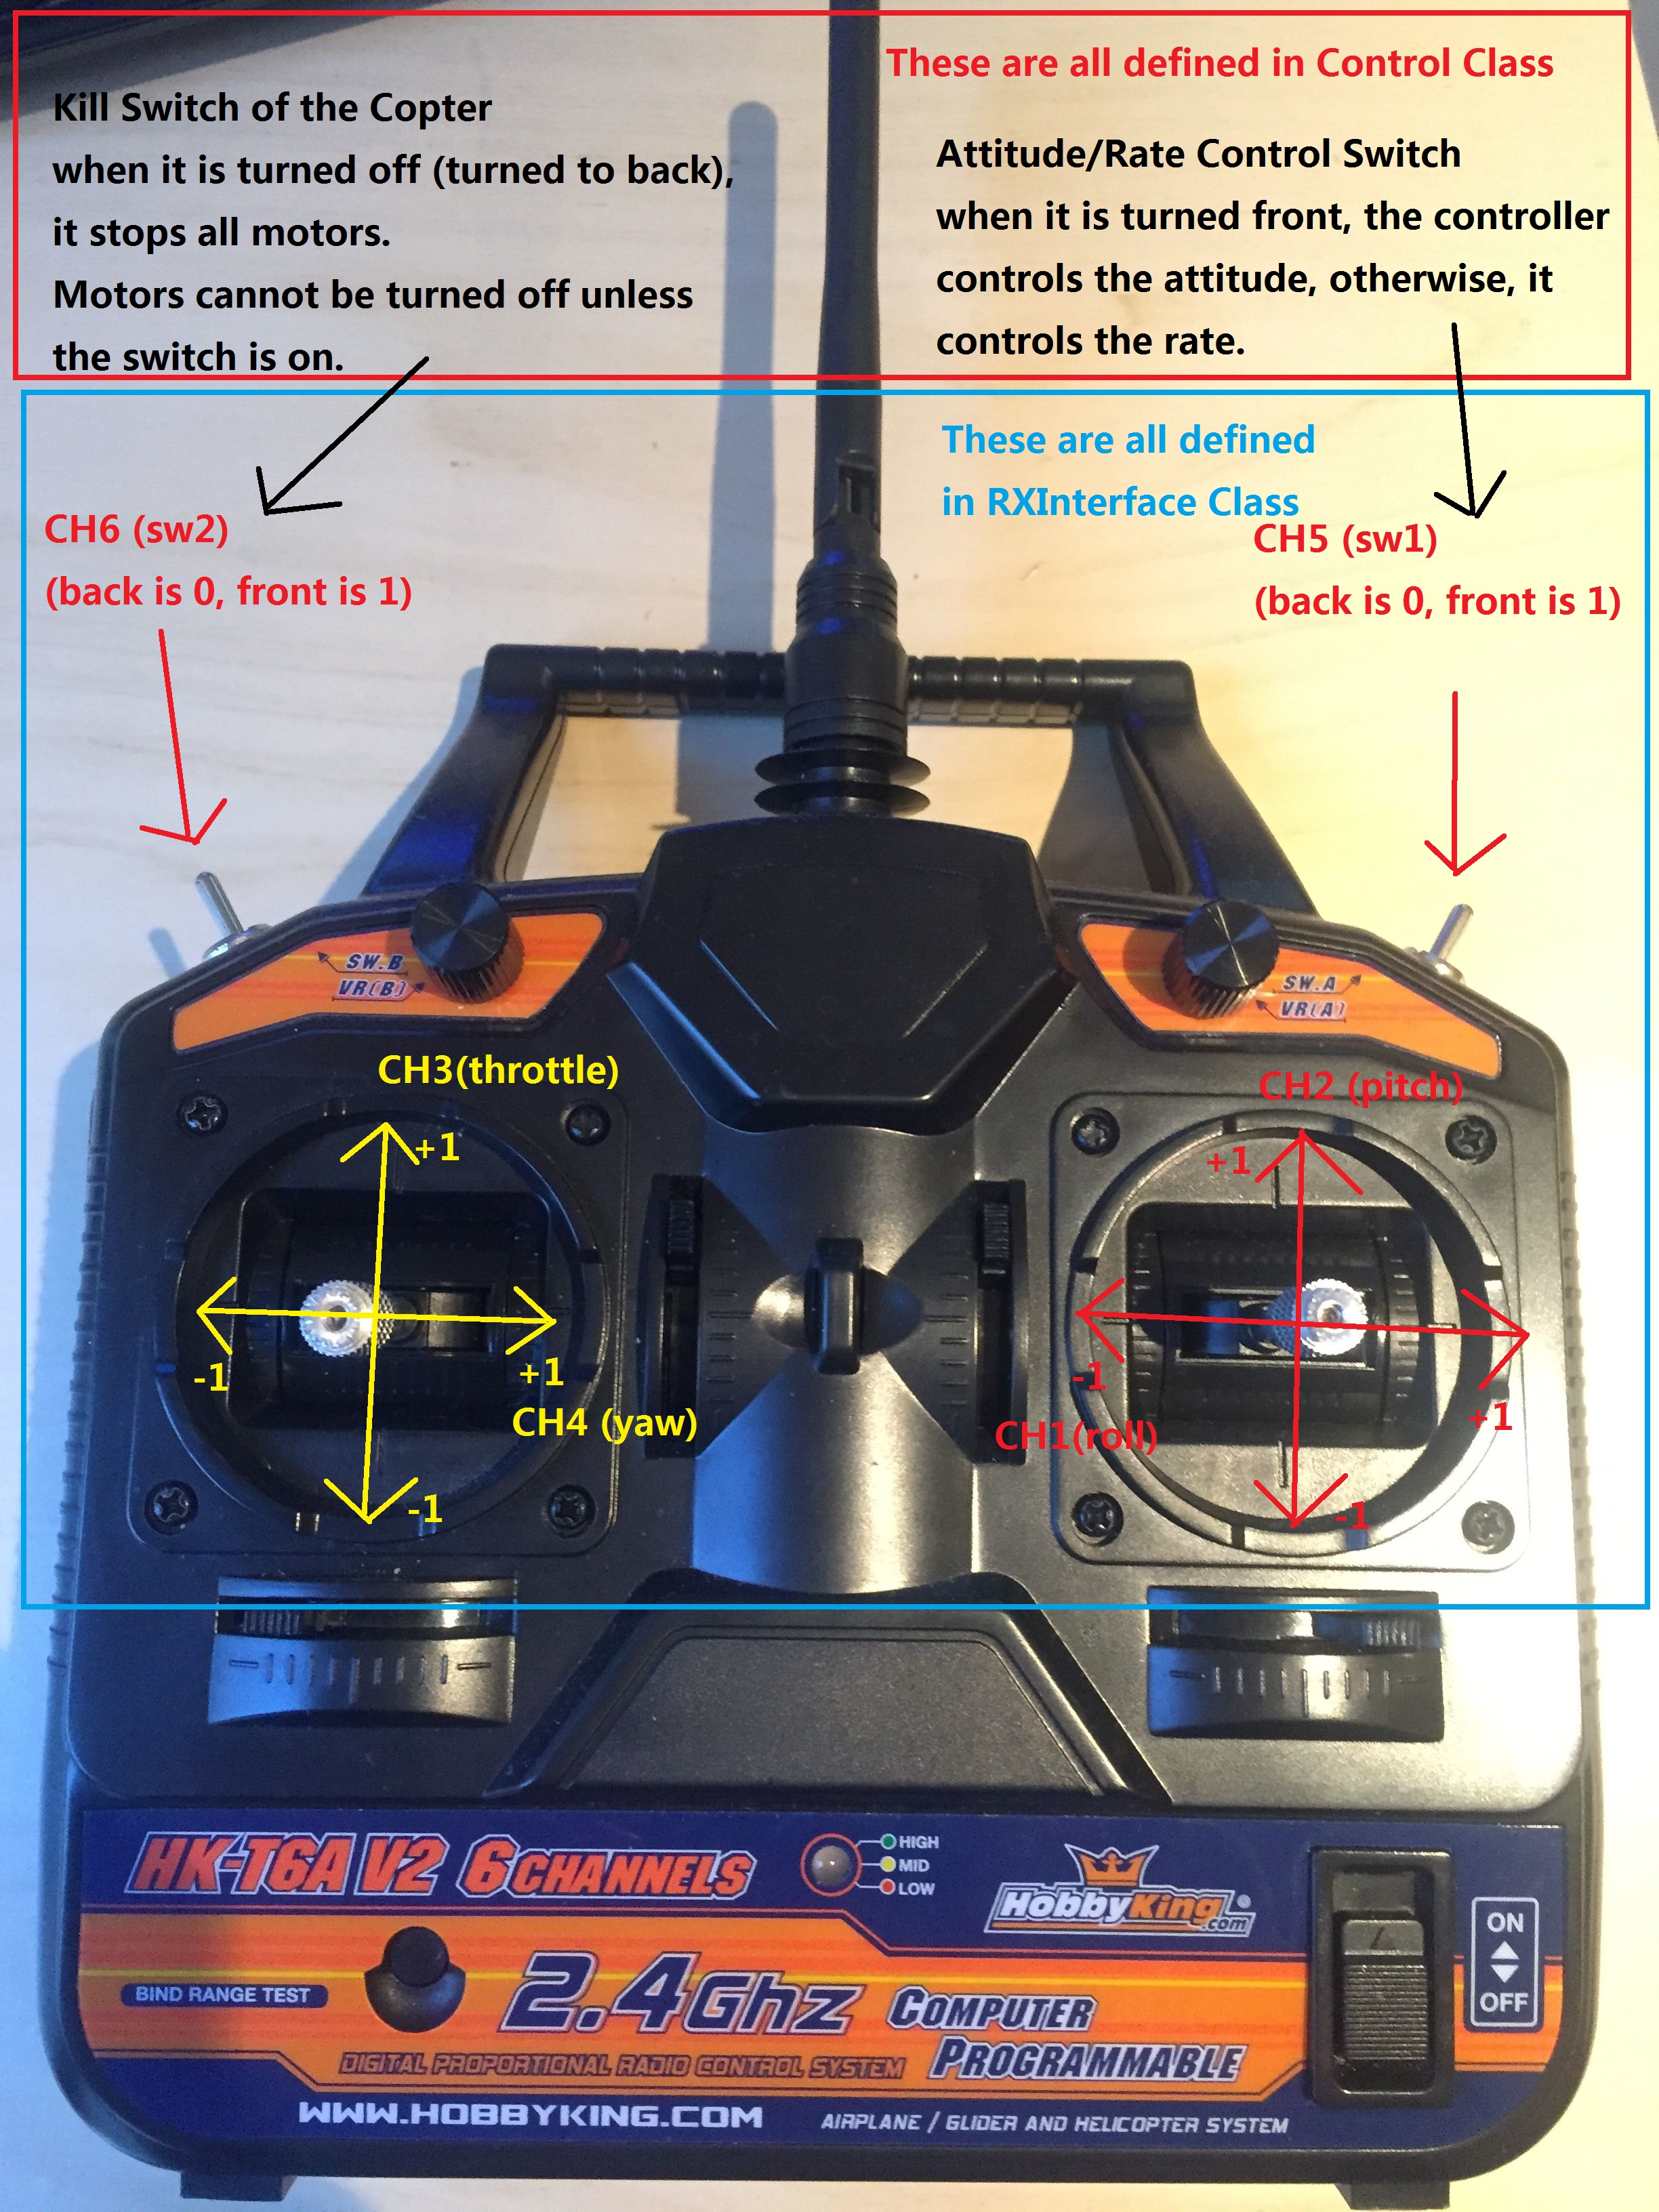 These are all defined in Control Class
Kill Switch of the Copter
when it is turned off (turned to back),
it stops all motors.
Motors cannot be turned off unless
the switch is on.
Attitude/Rate Control Switch
when it is turned front, the controller
controls the attitude, otherwise, it
controls the rate.
These are all defined
in RXInterface Class
CH6 (sw2)
(back is 0, front is 1)
CH5 (sw1)
(back is 0, front is 1)
SW.B
VR(B)
SW.A
VR(A)
CH3(throttle)
+1
-1
+1
CH4 (yaw)
-1
CH2 (pitch)
+1
-1
CH1(roll)
+1
-1
HK-T6A V2 6 CHANNELS
HIGH
MID
LOW
HobbyKing
.com
ON
OFF
BIND RANGE TEST
2.4Ghz COMPUTER
PROGRAMMABLE
DIGITAL PROPORTIONAL RADIO CONTROL SYSTEM
WWW.HOBBYKING.COM
AIRPLANE / GLIDER AND HELICOPTER SYSTEM